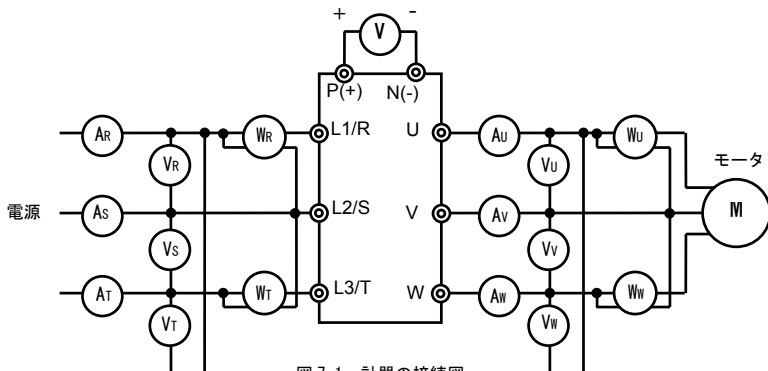 + V -
P(+) N(-)
AR WR L1/R U AU WU
VR VU モータ
電源 AS L2/S V AV M
VS VV
AT WT L3/T W AW WW
VT VW